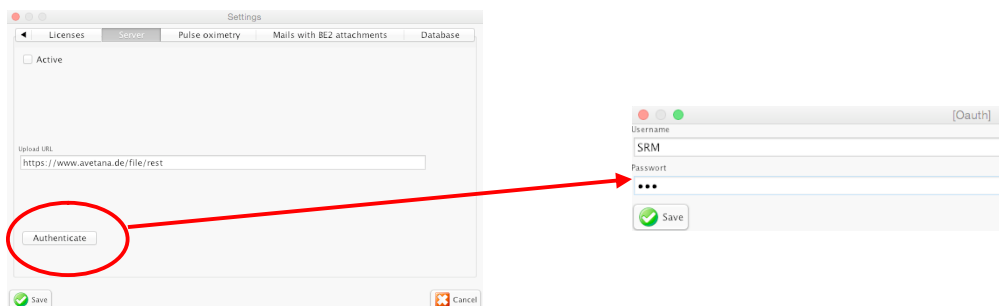 Settings
Licenses Server Pulse oximetry Mails with BE2 attachments Database
Active
Upload URL
https://www.avetana.de/file/rest
Authenticate
Save Cancel
[Oauth]
Username
SRM
Passwort
•••
Save